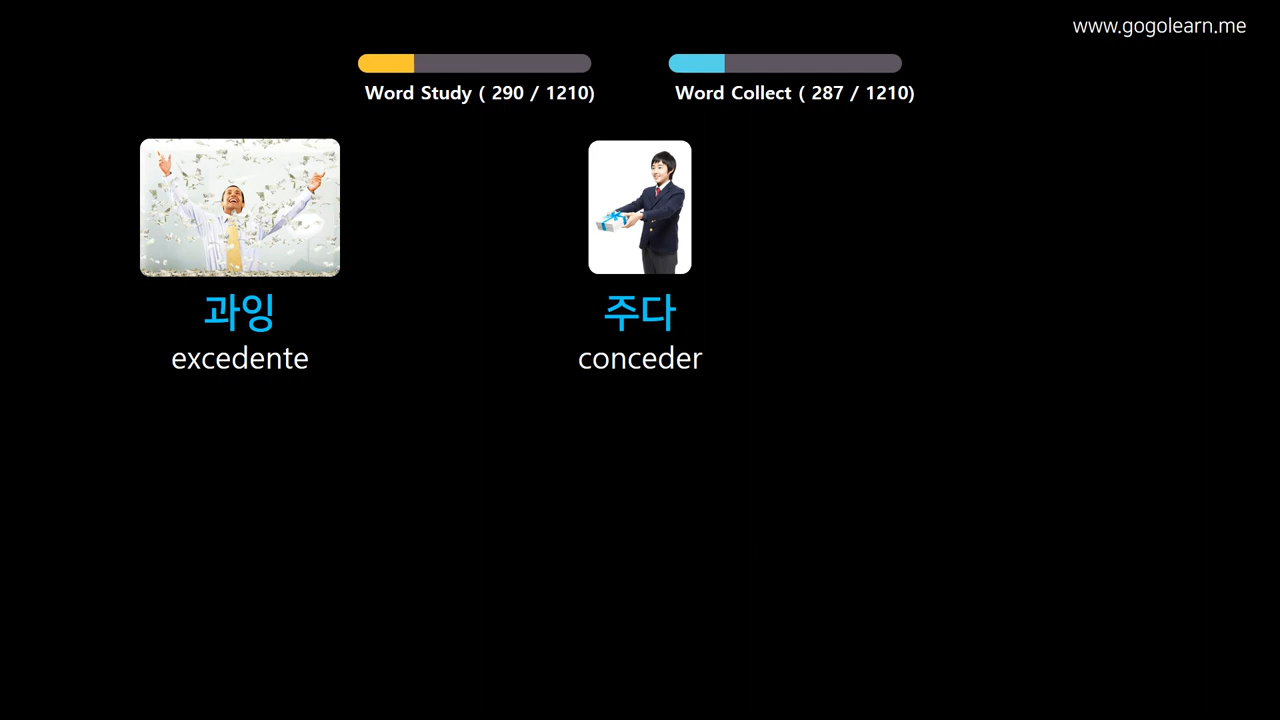 www.gogolearn.me
Word Study ( 290 / 1210)
Word Collect ( 287 / 1210)
과잉
주다
excedente
conceder